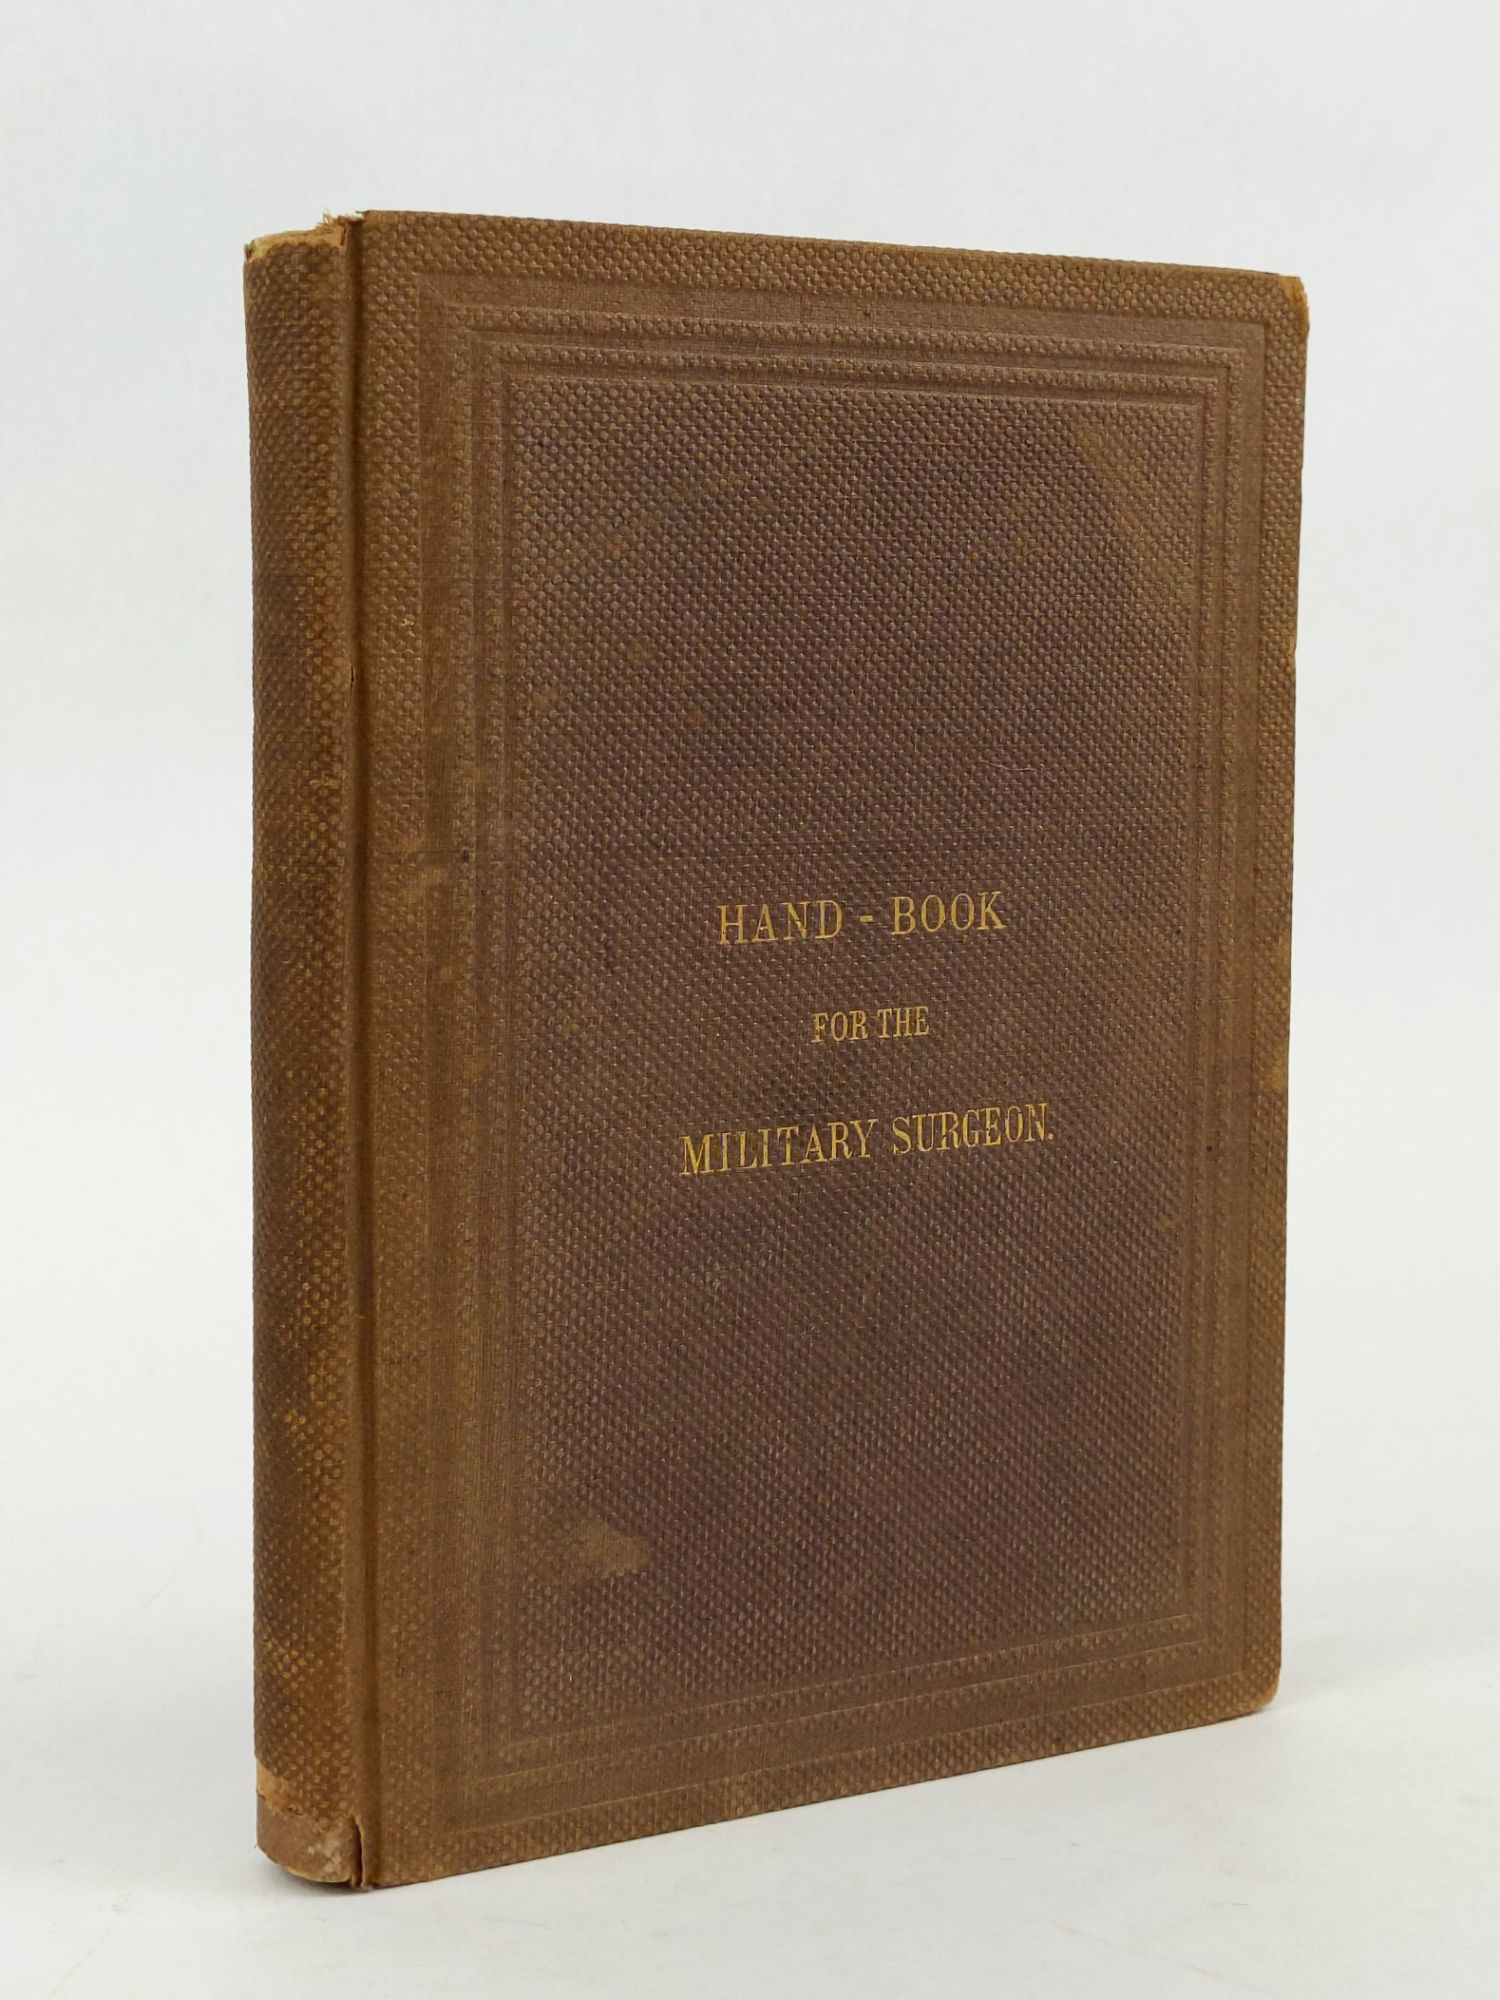 HAND - BOOK
FOR THE
MILITARY SURGEON.